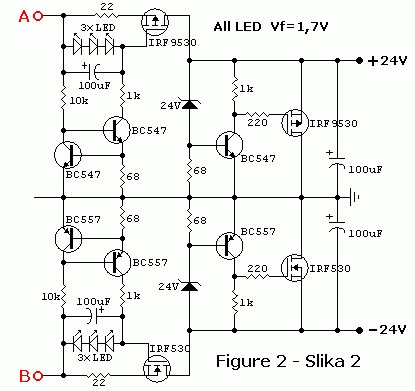 A
22
3×LED
IRF9530
All LED Vf=1,7V
+24V
100uF
10k
1k
24V
1k
220
IRF9530
BC547
BC547
BC547
68
68
100uF
BC557
68
68
BC557
100uF
BC557
220
IRF530
10k
100uF
1k
24V
1k
3×LED
IRF530
-24V
B
22
Figure 2 - Slika 2